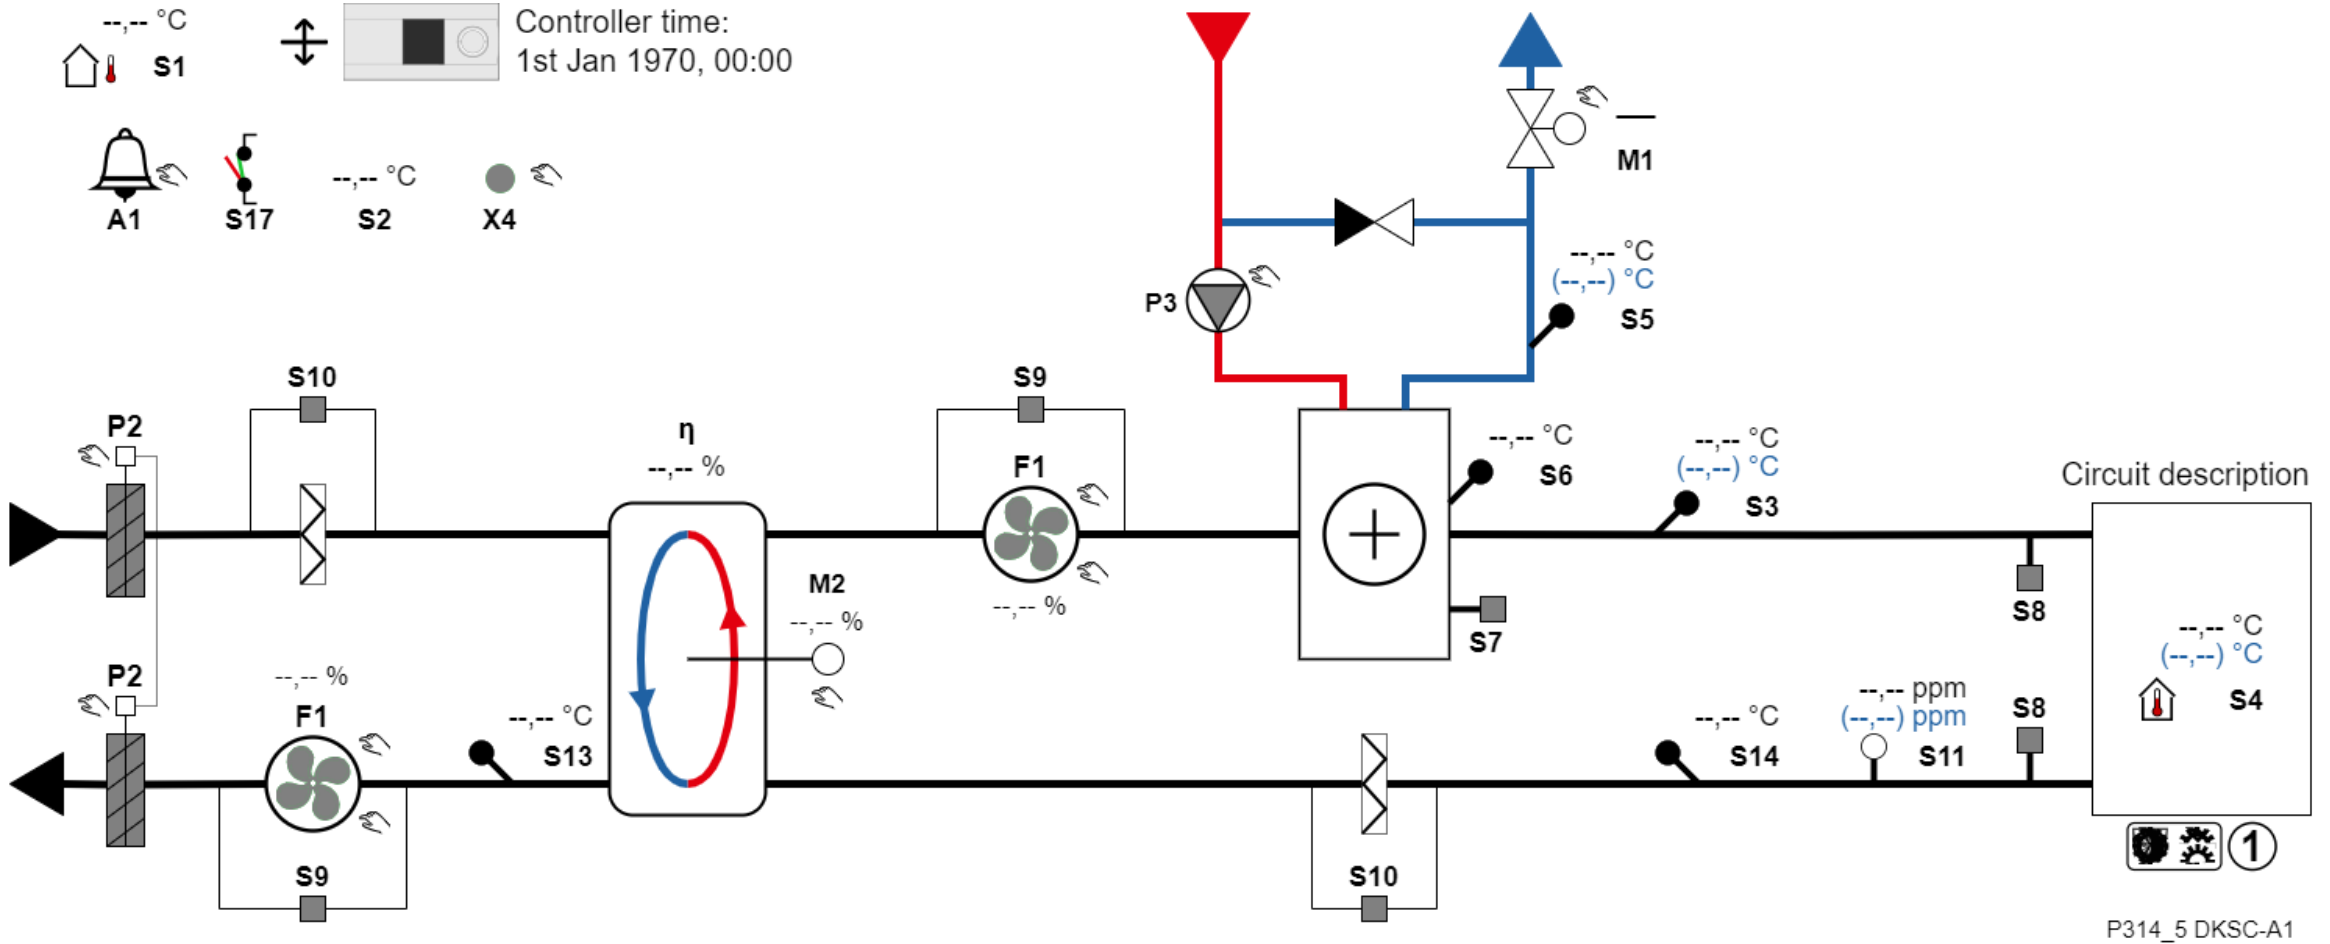 --,-- °C
S1
Controller time:
1st Jan 1970, 00:00
A1
S17
--,-- °C
S2
X4
M1
--,-- °C
(--,--) °C
S5
P3
S10
S9
P2
η
--,-- %
F1
--,-- °C
S6
--,-- °C
(--,--) °C
S3
Circuit description
M2
--,-- %
--,-- %
S7
S8
--,-- °C
(--,--) °C
S4
P2
--,-- %
F1
--,-- °C
S13
--,-- °C
S14
--,-- ppm
(--,--) ppm
S11
S8
1
S9
S10
P314_5 DKSC-A1